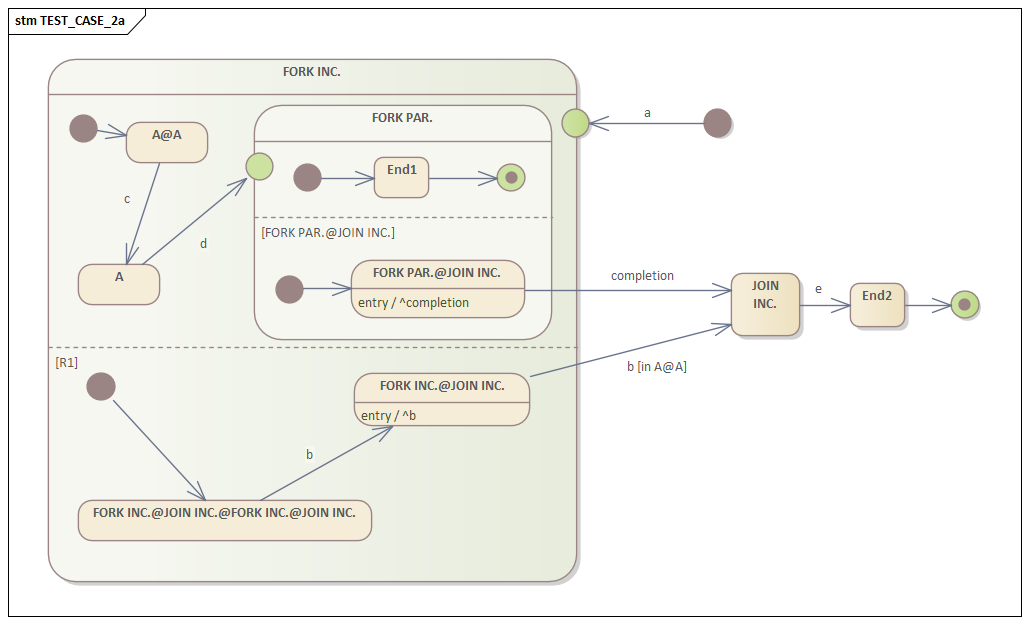 stm TEST_CASE_2a
FORK INC.
a
A@A
FORK PAR.
End1
c
d
[FORK PAR.@JOIN INC.]
A
FORK PAR.@JOIN INC.
entry / ^completion
completion
JOIN
INC.
e
End2
[R1]
b [in A@A]
FORK INC.@JOIN INC.
entry / ^b
b
FORK INC.@JOIN INC.@FORK INC.@JOIN INC.